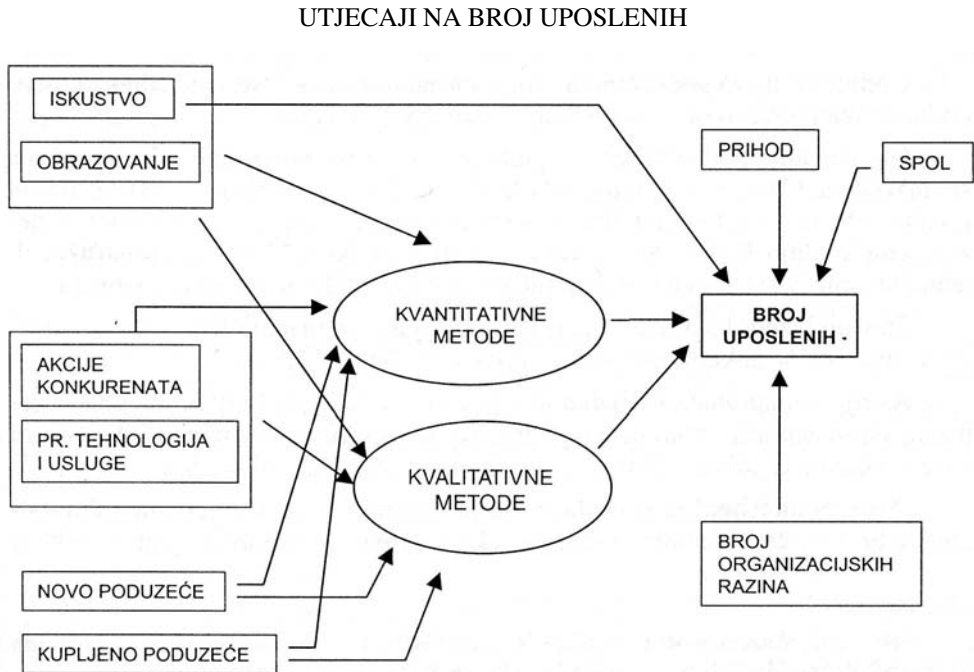 UTJECAJI NA BROJ UPOSLENIH
ISKUSTVO
OBRAZOVANJE
PRIHOD
SPOL
KVANTITATIVNE
METODE
BROJ
UPOSLENIH -
AKCIJE
KONKURENATA
PR. TEHNOLOGIJA
I USLUGE
KVALITATIVNE
METODE
BROJ
ORGANIZACIJSKIH
RAZINA
NOVO PODUZEĆE
KUPLJENO PODUZEĆE